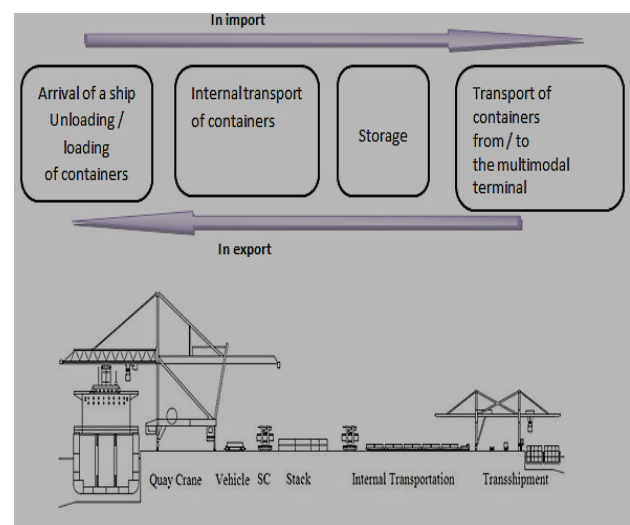 In import
Arrival of a ship
Unloading /
loading
of containers
Internal transport
of containers
Storage
Transport of
containers
from / to
the multimodal
terminal
In export
Quay Crane Vehicle SC Stack Internal Transportation Transshipment